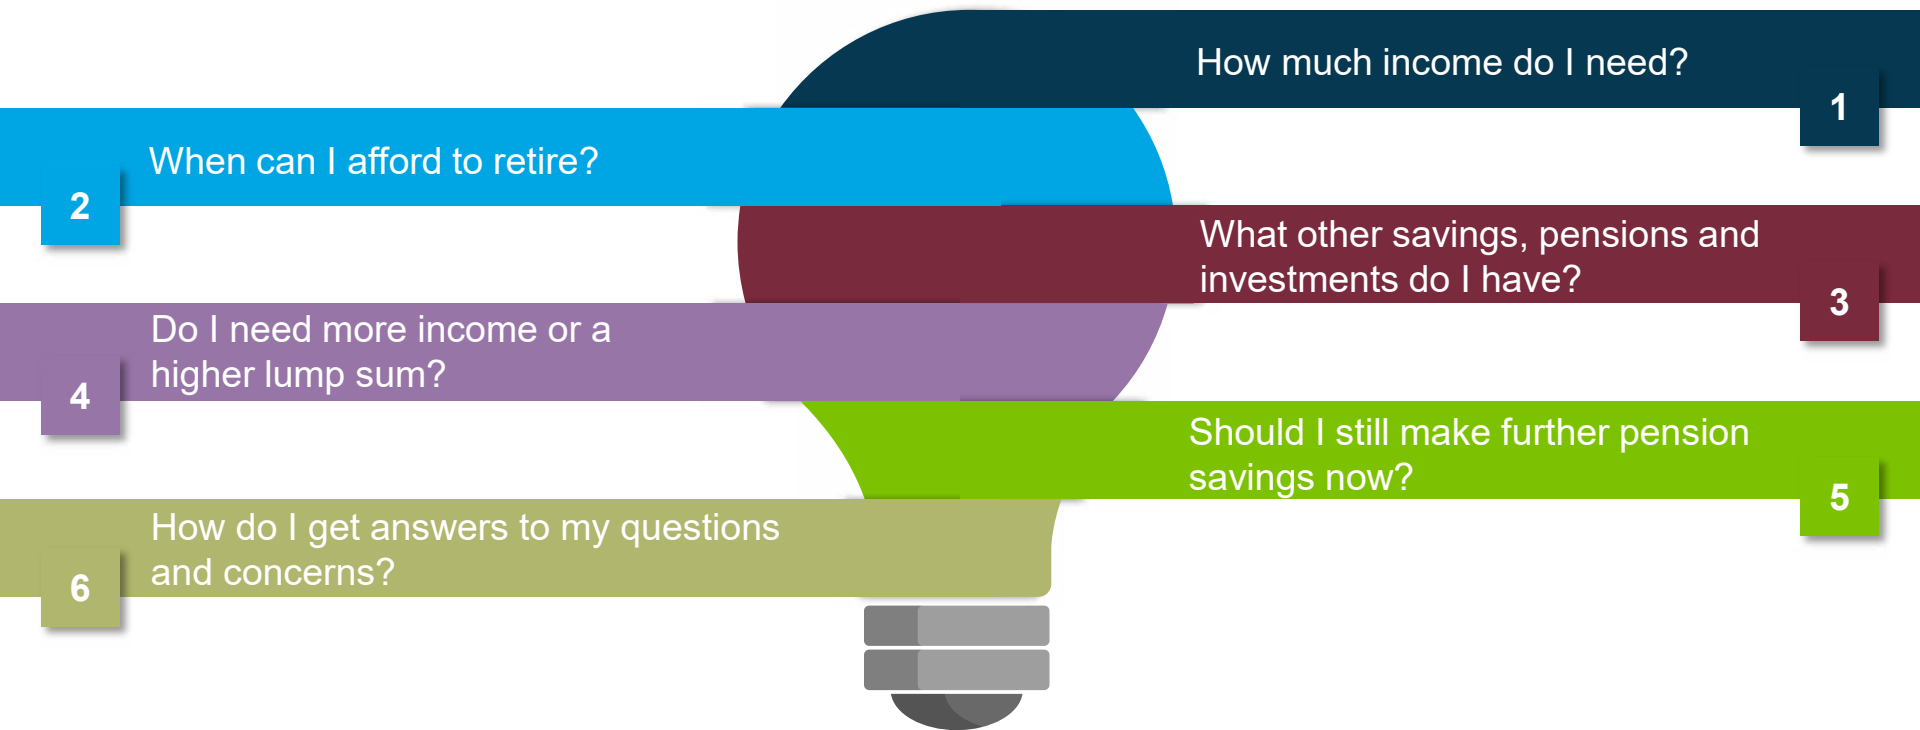 How much income do I need?
1
When can I afford to retire?
2
What other savings, pensions and
investments do I have?
3
Do I need more income or a
higher lump sum?
4
Should I still make further pension
savings now?
5
How do I get answers to my questions
and concerns?
6